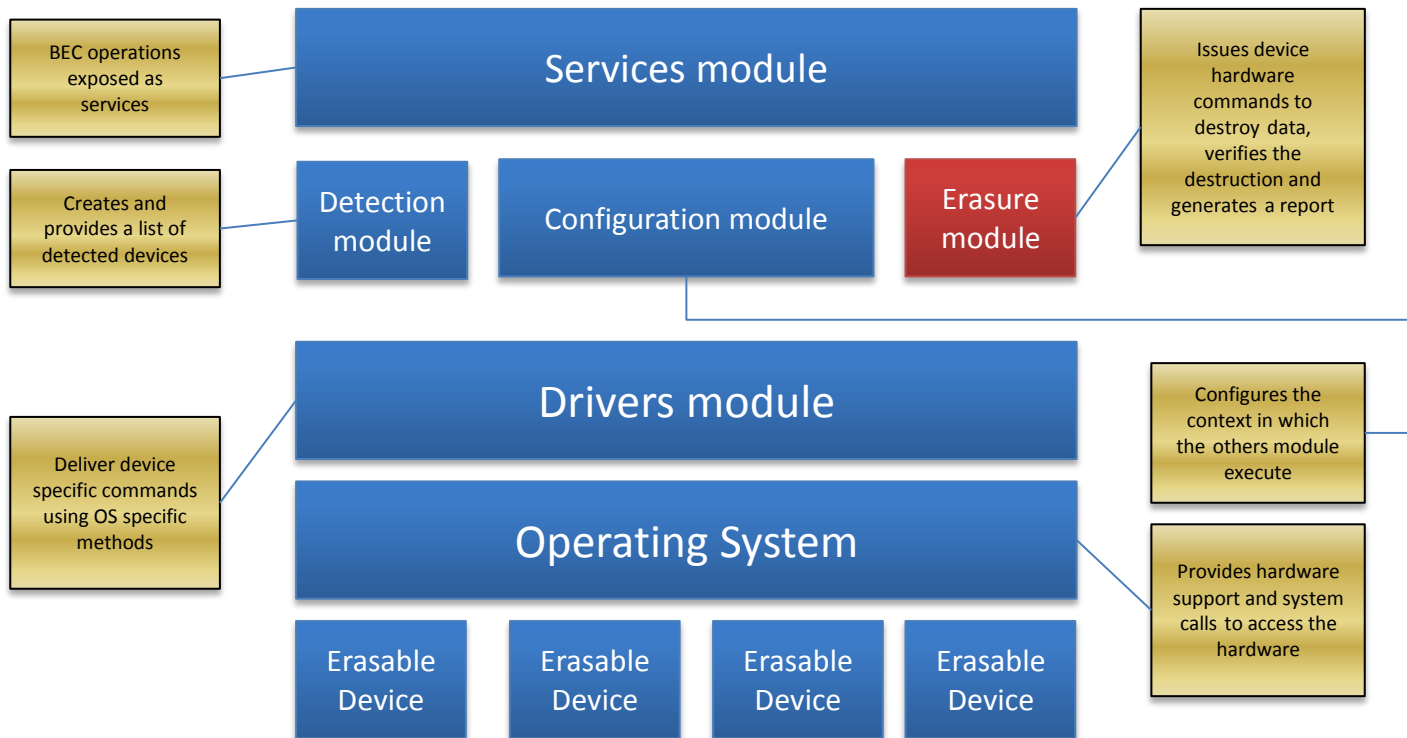 BEC operations
exposed as
services
Services module
Issues device
hardware
commands to
destroy data,
verifies the
destruction and
generates a report
Creates and
provides a list of
detected devices
Detection
module
Configuration module
Erasure
module
Drivers module
Configures the
context in which
the others module
execute
Deliver device
specific commands
using OS specific
methods
Operating System
Provides hardware
support and system
calls to access the
hardware
Erasable
Device
Erasable
Device
Erasable
Device
Erasable
Device